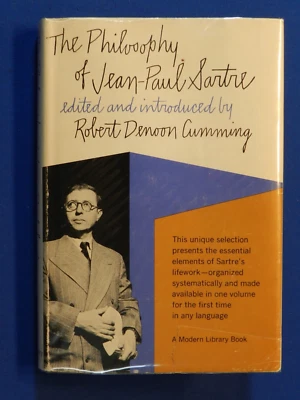 The Philosophy
of Jean-Paul Sartre
edited and introduced by
Robert Denoon Cumming
This unique selection
presents the essential
elements of Sartre's
lifework—organized
systematically and made
available in one volume
for the first time
in any language
A Modern Library Book